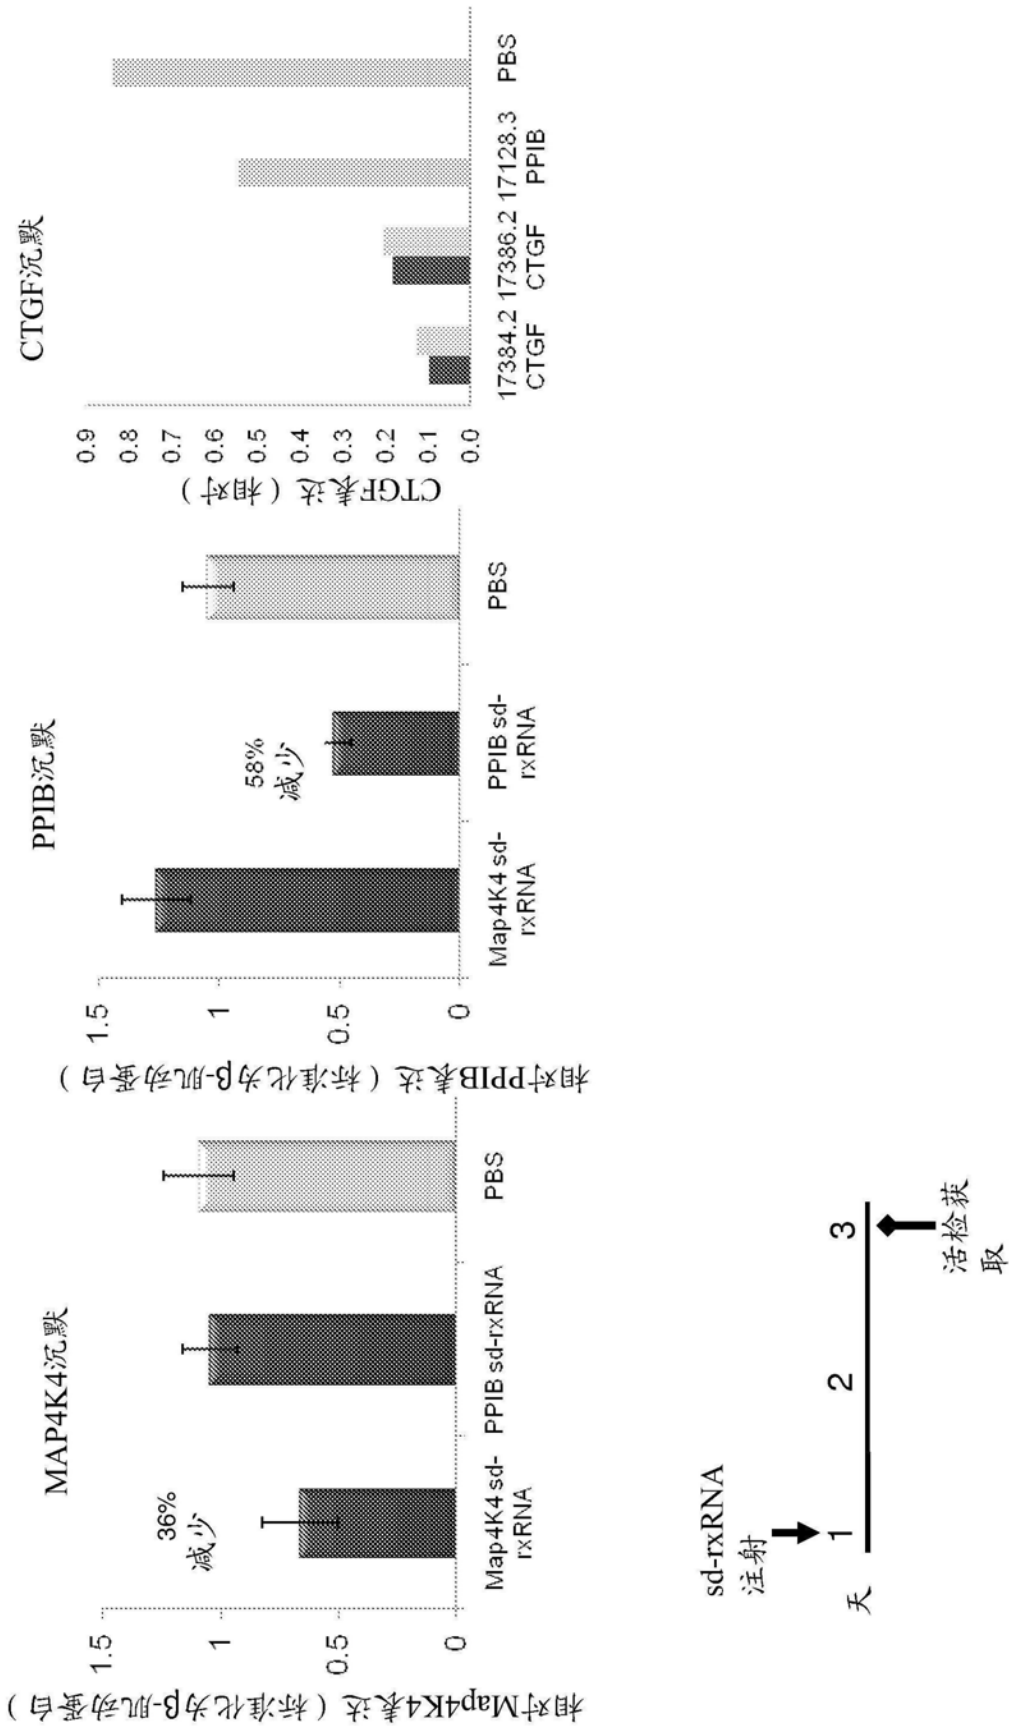 MAP4K4沉默
相对Map4K4表达（标准化为β-肌动蛋白）
1.5
1
0.5
0
36%
减少
Map4K4 sd-
rxRNA
PPIB sd-rxRNA
PBS
PPIB沉默
相对PPIB表达（标准化为β-肌动蛋白）
1.5
1
0.5
0
58%
减少
Map4K4 sd-
rxRNA
PPIB sd-
rxRNA
PBS
CTGF沉默
CTGF表达（相对）
0.9
0.8
0.7
0.6
0.5
0.4
0.3
0.2
0.1
0.0
17384.2 17386.2 17128.3 PBS
CTGF CTGF PPIB
sd-rxRNA
注射
天 1 2 3
活检获
取